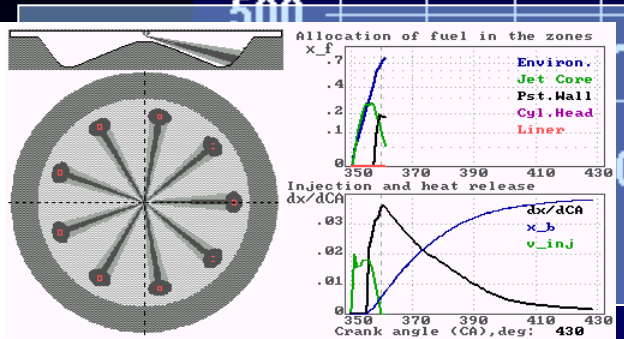 500
Allocation of fuel in the zones
x_f
.7
.4
.2
.1
0
Environ.
Jet Core
Pst.Wall
Cyl.Head
Liner
350 370 390 410 430
Injection and heat release
dx/dCA
.03
.02
.01
0
dx/dCA
x_b
v_inj
350 370 390 410 430
Crank angle (CA),deg: 430